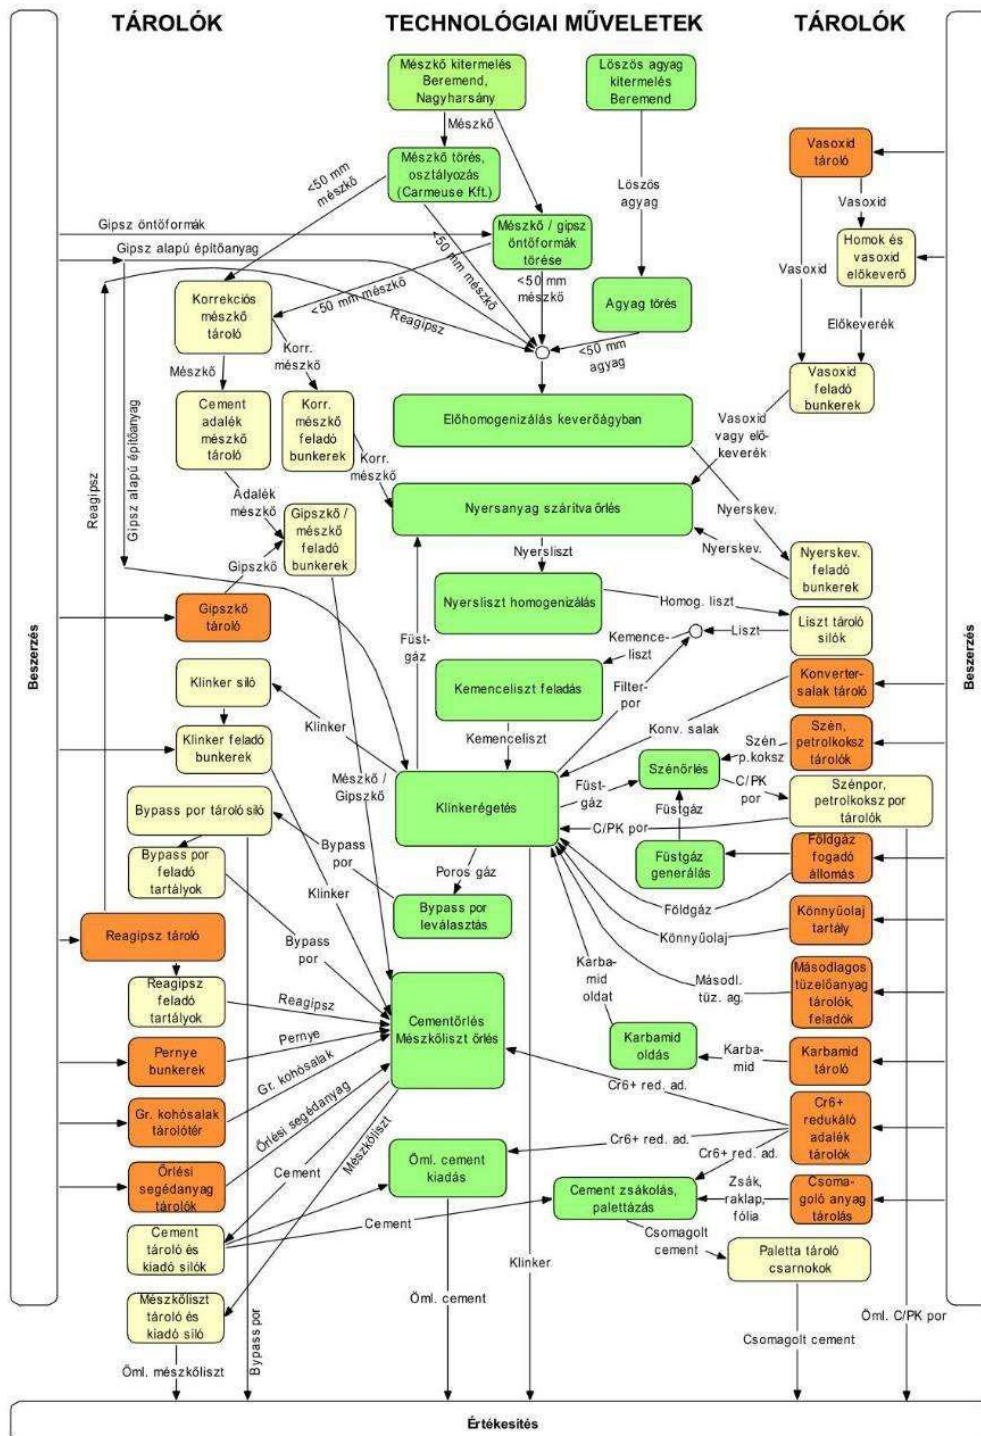 TÁROLÓK
TECHNOLÓGIAI MŰVELETEK
TÁROLÓK
Mészkő kitermelés
Beremend,
Nagyharsány
Löszös agyag
kitermelés
Beremend
Mészkő
Vasoxid
tároló
Mészkő törés,
osztályozás
(Carmeuse Kft.)
<50 mm
mészkő
Löszös
agyag
Vasoxid
Gipsz öntőformák
Mészkő / gipsz
öntőformák
törése
Homok és
vasoxid
előkeverő
Gipsz alapú építőanyag
<50 mm mészkő
<50 mm mészkő
<50 mm
mészkő
Vasoxid
Korrekciós
mészkő
tároló
Reagipsz
Agyag törés
Előkeverék
<50 mm
agyag
Korr.
mészkő
Mészkő
Vasoxid
feladó
bunkerek
Cement
adalék
mészkő
tároló
Korr.
mészkő
feladó
bunkerek
Előhomogenizálás keverőágyban
Vasoxid
vagy elő-
keverék
Korr.
mészkő
Reagipsz
Gipsz alapú építőanyag
Adalék
mészkő
Gipszkő /
mészkő
feladó
bunkerek
Nyersanyag szárítva őrlés
Nyerskev.
Nyerskev.
Nyersliszt
Nyerskev.
feladó
bunkerek
Gipszkő
Gipszkő
tároló
Nyersliszt homogenizálás
Homog. liszt
Liszt tároló
silók
Liszt
Füst-
gáz
Kemence-
liszt
Klinker siló
Kemenceliszt feladás
Filter-
por
Konverter-
salak tároló
Konv. salak
Klinker
Klinker feladó
bunkerek
Kemenceliszt
Szén
p.koksz
Szén,
petrolkoksz
tárolók
Mészkő /
Gipszkő
Klinkerégetés
Szénőrlés
Füst-
gáz
C/PK
por
Szénpor,
petrolkoksz por
tárolók
Bypass por tároló siló
Füstgáz
C/PK por
Bypass
por
Bypass por
feladó
tartályok
Poros gáz
Füstgáz
generálás
Földgáz
fogadó
állomás
Klinker
Földgáz
Bypass por
leválasztás
Könnyűolaj
tartály
Könnyűolaj
Reagipsz tároló
Bypass
por
Karba-
mid
oldat
Másodl.
tüz. ag.
Másodlagos
tüzelőanyag
tárolók,
feladók
Reagipsz
feladó
tartályok
Reagipsz
Cementőrlés
Mészkőliszt őrlés
Karbamid
oldás
Karba-
mid
Karbamid
tároló
Pernye
bunkerek
Pernye
Gr. kohósalak
Cr6+ red. ad.
Gr. kohósalak
tárolótér
Őrlési segédanyag
Mészkőliszt
Cr6+
redukáló
adalék
tárolók
Cr6+ red. ad.
Cr6+ red. ad.
Öml. cement
kiadás
Őrlési
segédanyag
tárolók
Cement
Cement zsákolás,
palettázás
Zsák,
raklap,
fólia
Csoma-
goló anyag
tárolás
Cement
Cement
tároló és
kiadó silók
Csomagolt
cement
Paletta tároló
csarnokok
Klinker
Öml. cement
Mészkőliszt
tároló és
kiadó siló
Bypass por
Öml. C/PK por
Csomagolt cement
Öml. mészkőliszt
Beszerzés
Beszerzés
Értékesítés